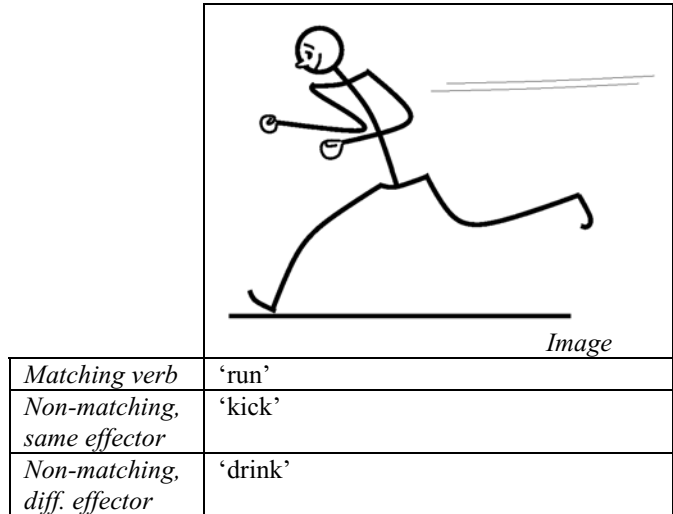 Image
Matching verb ‘run’
Non-matching, ‘kick’
same effector
Non-matching, ‘drink’
diff. effector